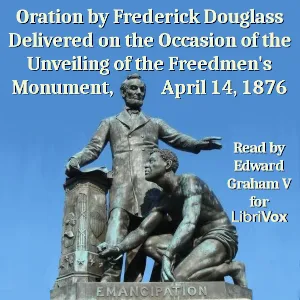 Oration by Frederick Douglass
Delivered on the Occasion of the
Unveiling of the Freedmen's
Monument, April 14, 1876
Read by
Edward
Graham V
for
LibriVox
EMANCIPATION